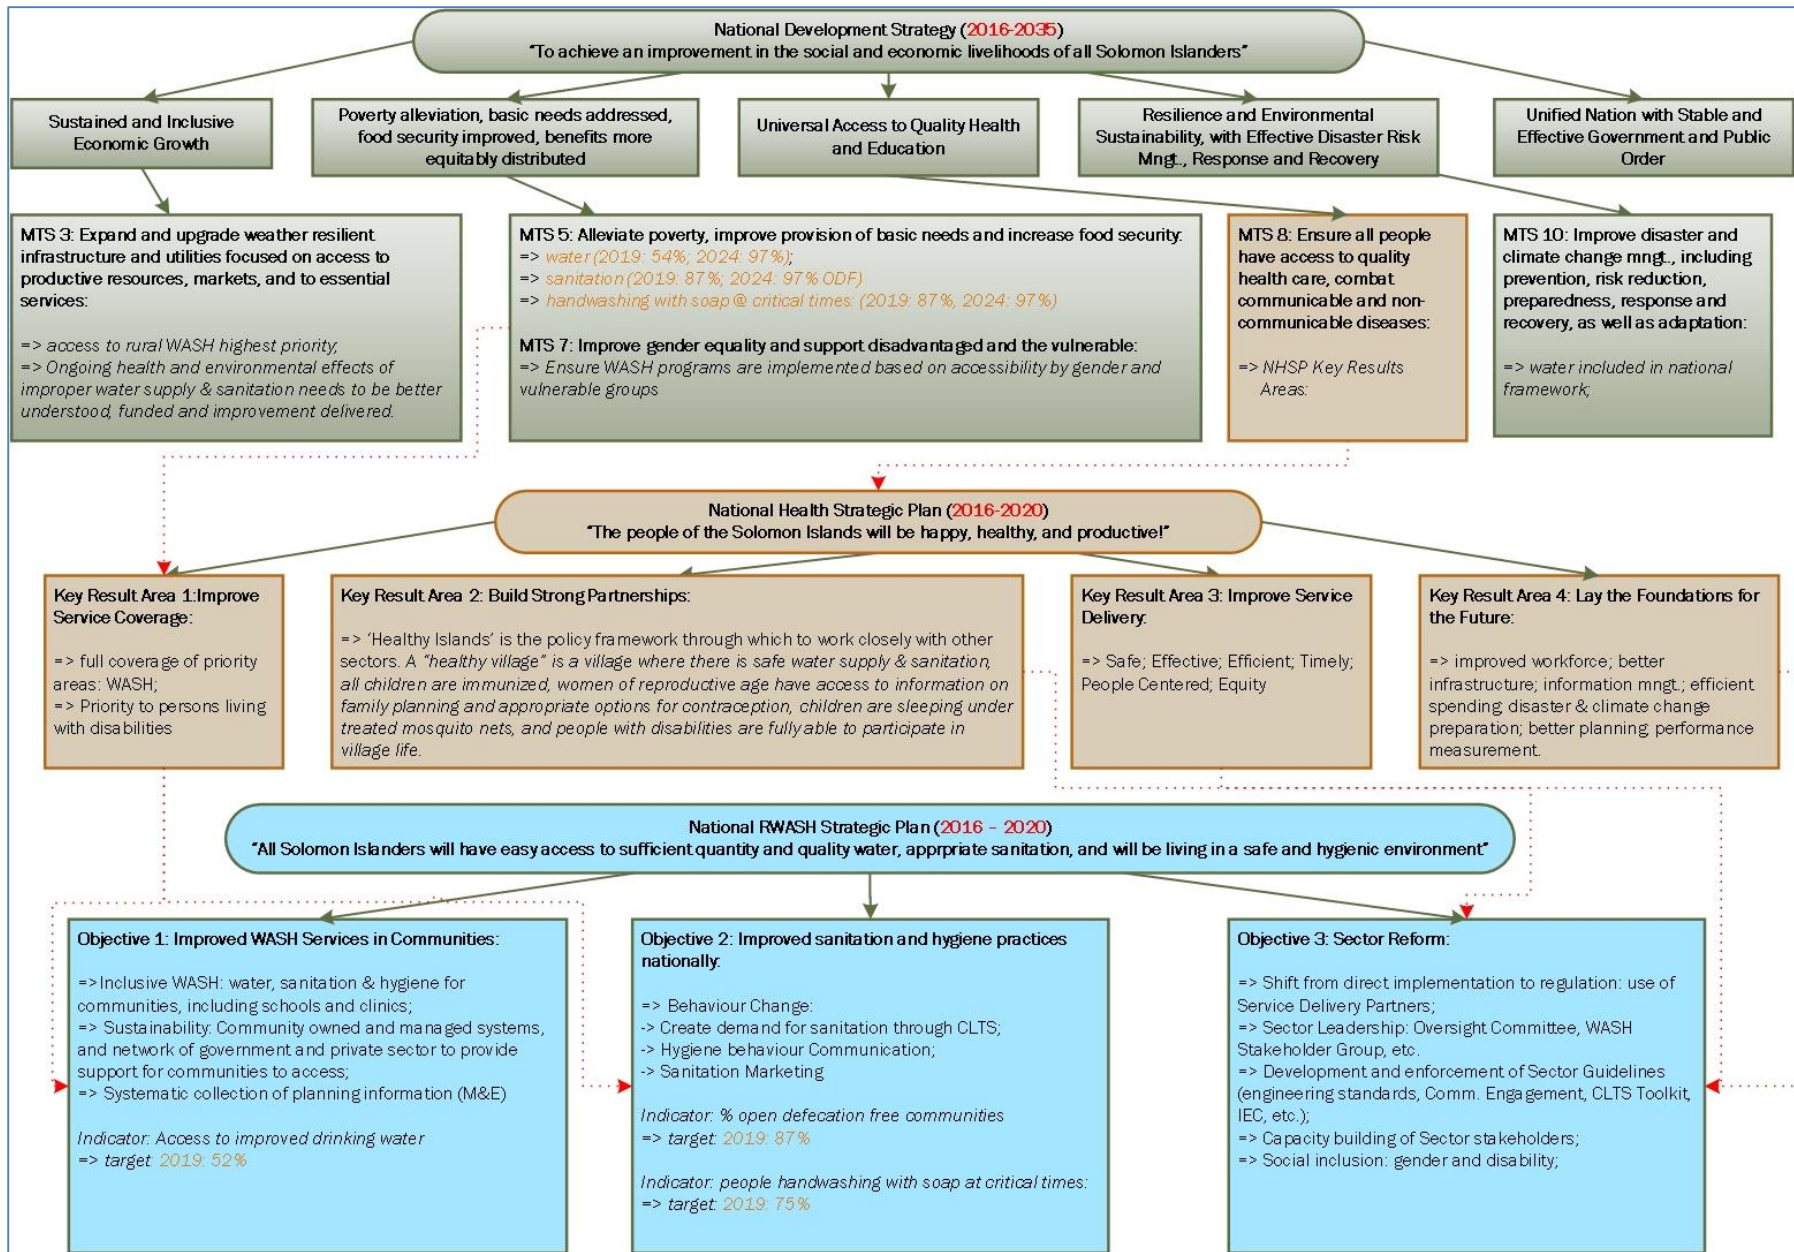 National Development Strategy (2016-2035)
"To achieve an improvement in the social and economic livelihoods of all Solomon Islanders"
Sustained and Inclusive
Economic Growth
Poverty alleviation, basic needs addressed,
food security improved, benefits more
equitably distributed
Universal Access to Quality Health
and Education
Resilience and Environmental
Sustainability, with Effective Disaster Risk
Mngt., Response and Recovery
Unified Nation with Stable and
Effective Government and Public
Order
MTS 3: Expand and upgrade weather resilient
infrastructure and utilities focused on access to
productive resources, markets, and to essential
services:
=> access to rural WASH highest priority;
=> Ongoing health and environmental effects of
improper water supply & sanitation needs to be better
understood, funded and improvement delivered.
MTS 5: Alleviate poverty, improve provision of basic needs and increase food security:
=> water (2019: 54%; 2024: 97%);
=> sanitation (2019: 87%; 2024: 97% ODF)
=> handwashing with soap @ critical times: (2019: 87%, 2024: 97%)
MTS 7: Improve gender equality and support disadvantaged and the vulnerable:
=> Ensure WASH programs are implemented based on accessibility by gender and
vulnerable groups
MTS 8: Ensure all people
have access to quality
health care, combat
communicable and non-
communicable diseases:
=> NHSP Key Results
Areas:
MTS 10: Improve disaster and
climate change mngt., including
prevention, risk reduction,
preparedness, response and
recovery, as well as adaptation:
=> water included in national
framework;
National Health Strategic Plan (2016-2020)
"The people of the Solomon Islands will be happy, healthy, and productive!"
Key Result Area 1:Improve
Service Coverage:
=> full coverage of priority
areas: WASH;
=> Priority to persons living
with disabilities
Key Result Area 2: Build Strong Partnerships:
=> 'Healthy Islands' is the policy framework through which to work closely with other
sectors. A "healthy village" is a village where there is safe water supply & sanitation,
all children are immunized, women of reproductive age have access to information on
family planning and appropriate options for contraception, children are sleeping under
treated mosquito nets, and people with disabilities are fully able to participate in
village life.
Key Result Area 3: Improve Service
Delivery:
=> Safe; Effective; Efficient; Timely;
People Centered; Equity
Key Result Area 4: Lay the Foundations for
the Future:
=> improved workforce; better
infrastructure; information mngt.; efficient
spending; disaster & climate change
preparation; better planning; performance
measurement.
National RWASH Strategic Plan (2016 - 2020)
"All Solomon Islanders will have easy access to sufficient quantity and quality water, apprpriate sanitation, and will be living in a safe and hygienic environment"
Objective 1: Improved WASH Services in Communities:
=>Inclusive WASH: water, sanitation & hygiene for
communities, including schools and clinics;
=> Sustainability: Community owned and managed systems,
and network of government and private sector to provide
support for communities to access;
=> Systematic collection of planning information (M&E)
Indicator: Access to improved drinking water
=> target: 2019: 52%
Objective 2: Improved sanitation and hygiene practices
nationally:
=> Behaviour Change:
-> Create demand for sanitation through CLTS;
-> Hygiene behaviour Communication;
-> Sanitation Marketing
Indicator: % open defecation free communities
=> target: 2019: 87%
Indicator: people handwashing with soap at critical times:
=> target: 2019: 75%
Objective 3: Sector Reform:
=> Shift from direct implementation to regulation: use of
Service Delivery Partners;
=> Sector Leadership: Oversight Committee, WASH
Stakeholder Group, etc.
=> Development and enforcement of Sector Guidelines
(engineering standards, Comm. Engagement, CLTS Toolkit,
IEC, etc.);
=> Capacity building of Sector stakeholders;
=> Social inclusion: gender and disability;